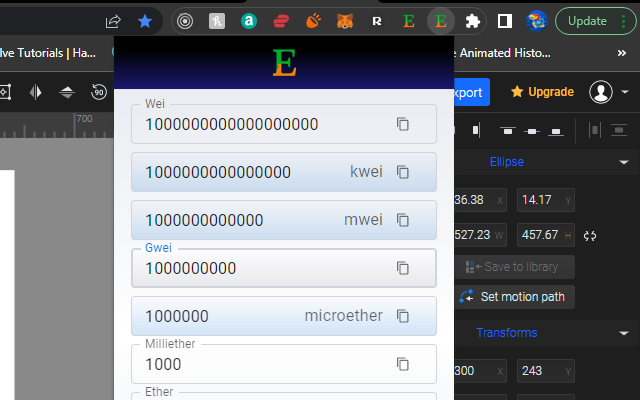 Update
lve Tutorials | Ha...
e Animated Histo...
»
E
90
xport
Upgrade
700
Wei
1000000000000000000
1000000000000000 kwei
1000000000000 mwei
Gwei
1000000000
1000000 microether
Milliether
1000
Ether
Ellipse
36.38 X 14.17 Y
527.23 W 457.67 H
Save to library
Set motion path
Transforms
300 X 243 Y